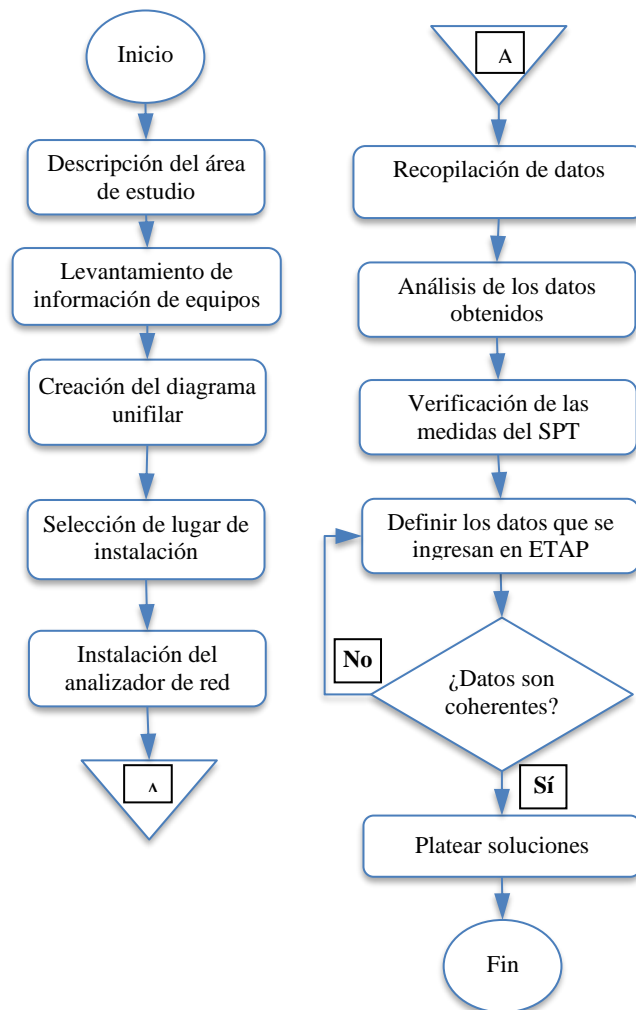 Inicio
Descripción del área
de estudio
Levantamiento de
información de equipos
Creación del diagrama
unifilar
Selección de lugar de
instalación
Instalación del
analizador de red
A
A
Recopilación de datos
Análisis de los datos
obtenidos
Verificación de las
medidas del SPT
Definir los datos que se
ingresan en ETAP
No
¿Datos son
coherentes?
Sí
Platear soluciones
Fin